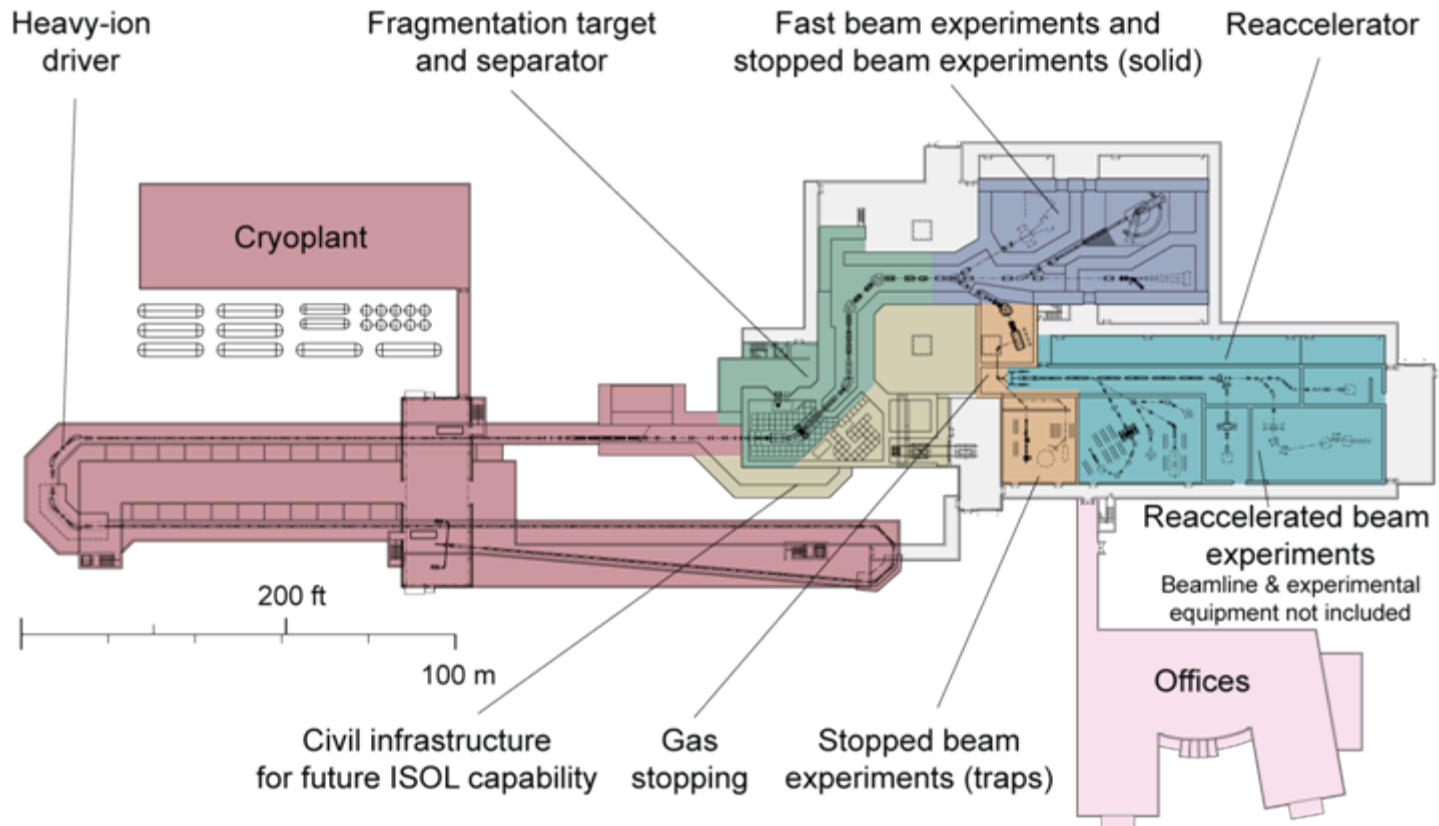 Heavy-ion
driver
Fragmentation target
and separator
Fast beam experiments and
stopped beam experiments (solid)
Reaccelerator
Cryoplant
200 ft
100 m
Reaccelerated beam
experiments
Beamline & experimental
equipment not included
Offices
Civil infrastructure
for future ISOL capability
Gas
stopping
Stopped beam
experiments (traps)